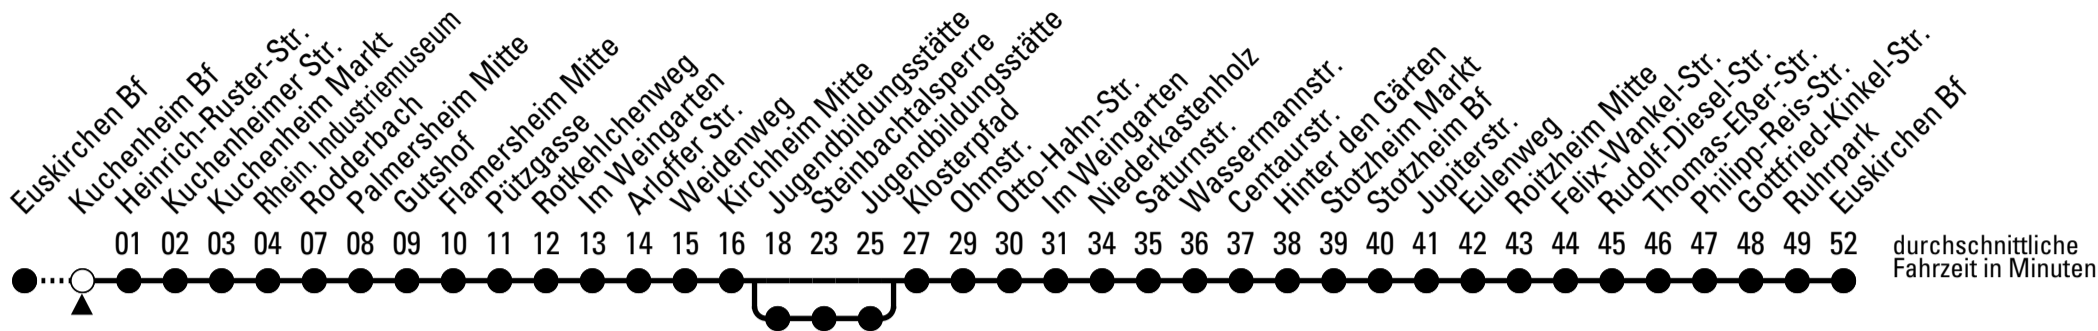 Euskirchen Bf
Kuchenheim Bf
Heinrich-Ruster-Str.
Kuchenheimer Str.
Kuchenheim Markt
Rhein. Industriemuseum
Rodderbach
Palmersheim Mitte
Gutshof
Flamersheim Mitte
Pützgasse
Rotkehlchenweg
Im Weingarten
Arloffer Str.
Weidenweg
Kirchheim Mitte
Jugendbildungsstätte
Steinbachtalsperre
Jugendbildungsstätte
Klosterpfad
Ohmstr.
Otto-Hahn-Str.
Im Weingarten
Niederkastenholz
Saturnstr.
Wassermannstr.
Centaurstr.
Hinter den Gärten
Stotzheim Markt
Stotzheim Bf
Jupiterstr.
Eulenweg
Roitzheim Mitte
Felix-Wankel-Str.
Rudolf-Diesel-Str.
Thomas-Eßer-Str.
Philipp-Reis-Str.
Gottfried-Kinkel-Str.
Ruhrpark
Euskirchen Bf
01 02 03 04 07 08 09 10 11 12 13 14 15 16 18 23 25 27 29 30 31 34 35 36 37 38 39 40 41 42 43 44 45 46 47 48 49 52
durchschnittliche
Fahrzeit in Minuten